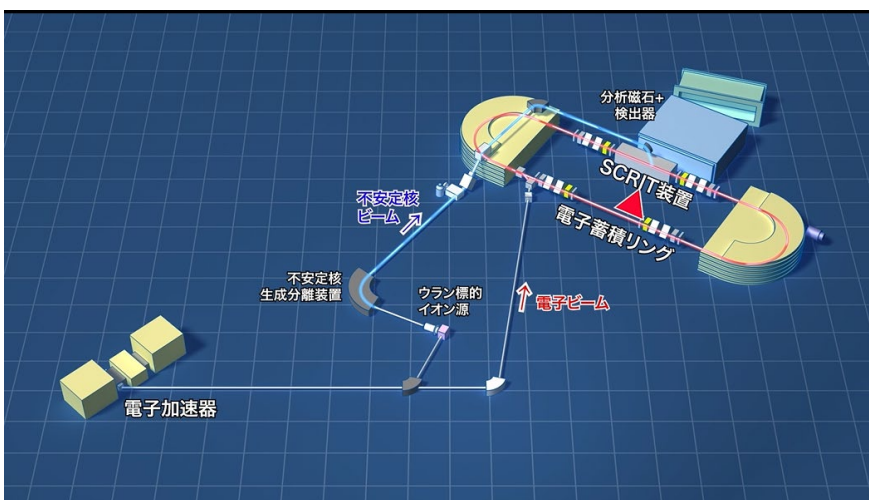 分析磁石+
検出器
SCRIT装置
不安定核
ビーム
電子蓄積リング
不安定核
生成分離装置
ウラン標的
イオン源
電子ビーム
電子加速器